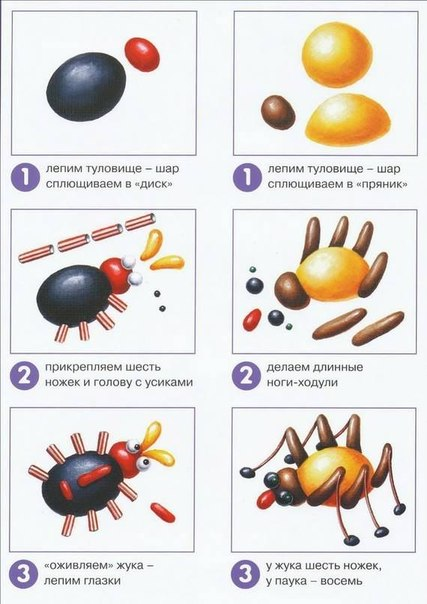 1 лепим туловище – шар
сплющиваем в «диск»
1 лепим туловище – шар
сплющиваем в «пряник»
2 прикрепляем шесть
ножек и голову с усиками
2 делаем длинные
ноги-ходули
3 «оживляем» жука –
лепим глазки
3 у жука шесть ножек,
у паука – восемь